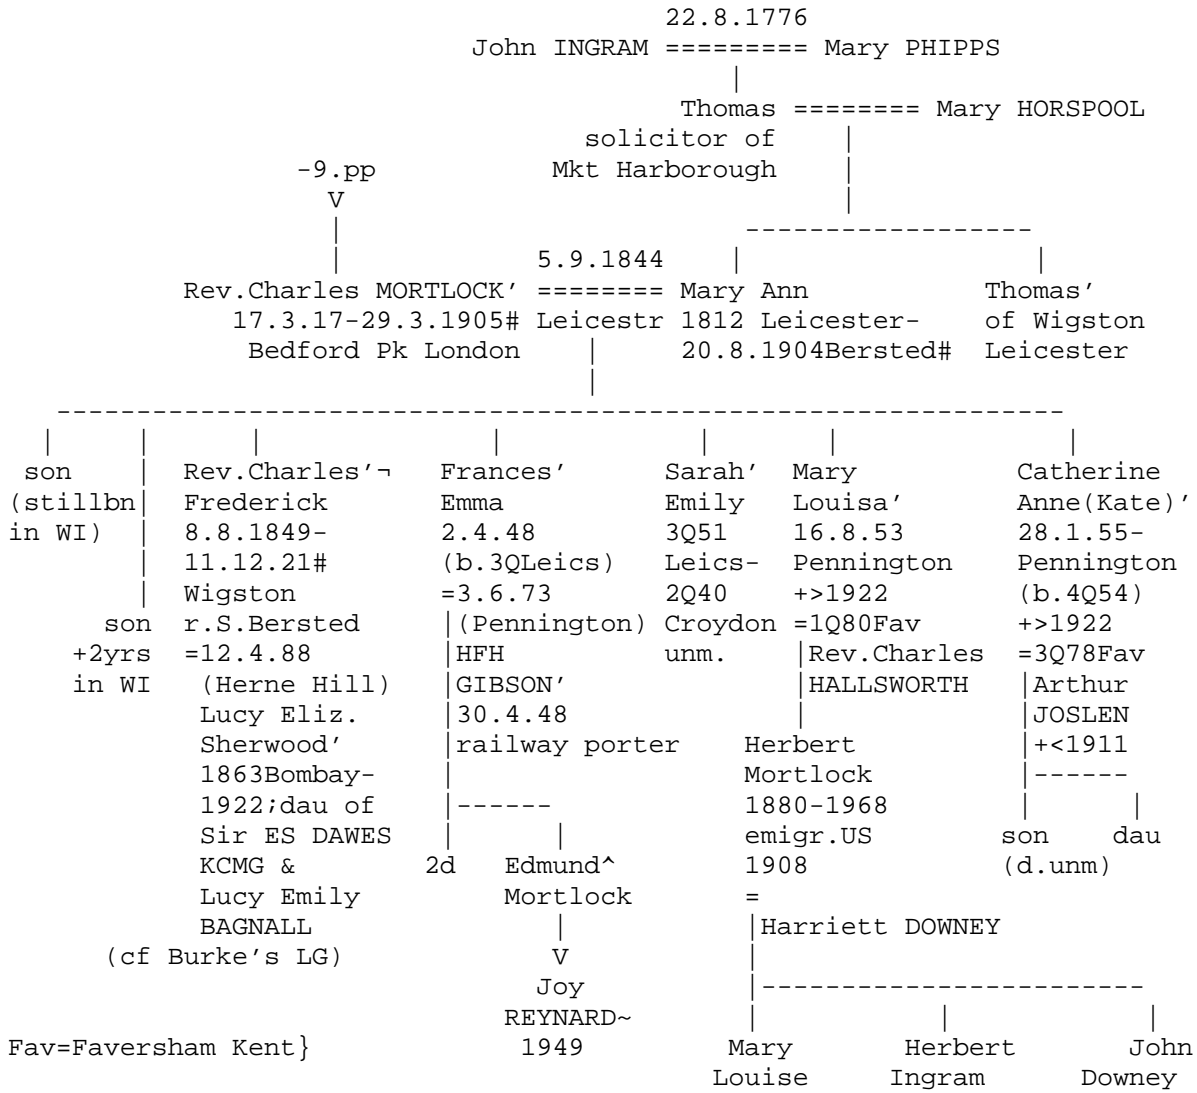 22.8.1776
John INGRAM ========= Mary PHIPPS
|
Thomas ======== Mary HORSPOOL
solicitor of |
-9.pp Mkt Harborough |
V |
| ------------------
| 5.9.1844 | |
Rev.Charles MORTLOCK’ ======== Mary Ann Thomas’
17.3.17-29.3.1905# Leicestr 1812 Leicester- of Wigston
Bedford Pk London | 20.8.1904Bersted# Leicester
|
---------------------------------------------------------------
| | | | | | |
son | Rev.Charles’¬ Frances’ Sarah’ Mary Catherine
(stillbn| Frederick Emma Emily Louisa’ Anne(Kate)’
in WI) | 8.8.1849- 2.4.48 3Q51 16.8.53 28.1.55-
| 11.12.21# (b.3QLeics) Leics- Pennington Pennington
| Wigston =3.6.73 2Q40 +>1922 (b.4Q54)
son r.S.Bersted |(Pennington) Croydon =1Q80Fav +>1922
+2yrs =12.4.88 |HFH unm. |Rev.Charles =3Q78Fav
in WI (Herne Hill) |GIBSON’ |HALLSWORTH |Arthur
Lucy Eliz. |30.4.48 | |JOSLEN
Sherwood’ |railway porter Herbert |+<1911
1863Bombay- | Mortlock |------
1922;dau of |------ 1880-1968 | |
Sir ES DAWES | | emigr.US son dau
KCMG & 2d Edmund^ 1908 (d.unm)
Lucy Emily Mortlock =
BAGNALL | |Harriett DOWNEY
(cf Burke’s LG) V |
Joy |------------------------
REYNARD~ | | |
Fav=Faversham Kent} 1949 Mary Herbert John
Louise Ingram Downey